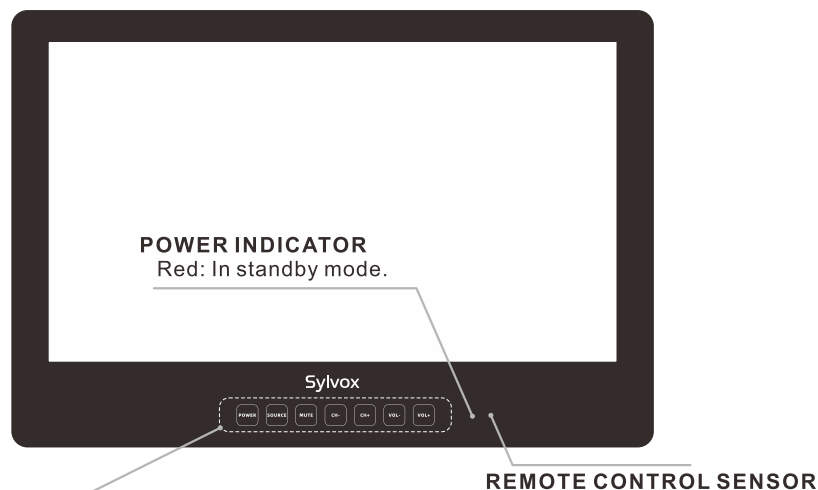 POWER INDICATOR
Red: In standby mode.
Sylvox
POWER SOURCE MUTE CH- CH+ VOL- VOL+
REMOTE CONTROL SENSOR